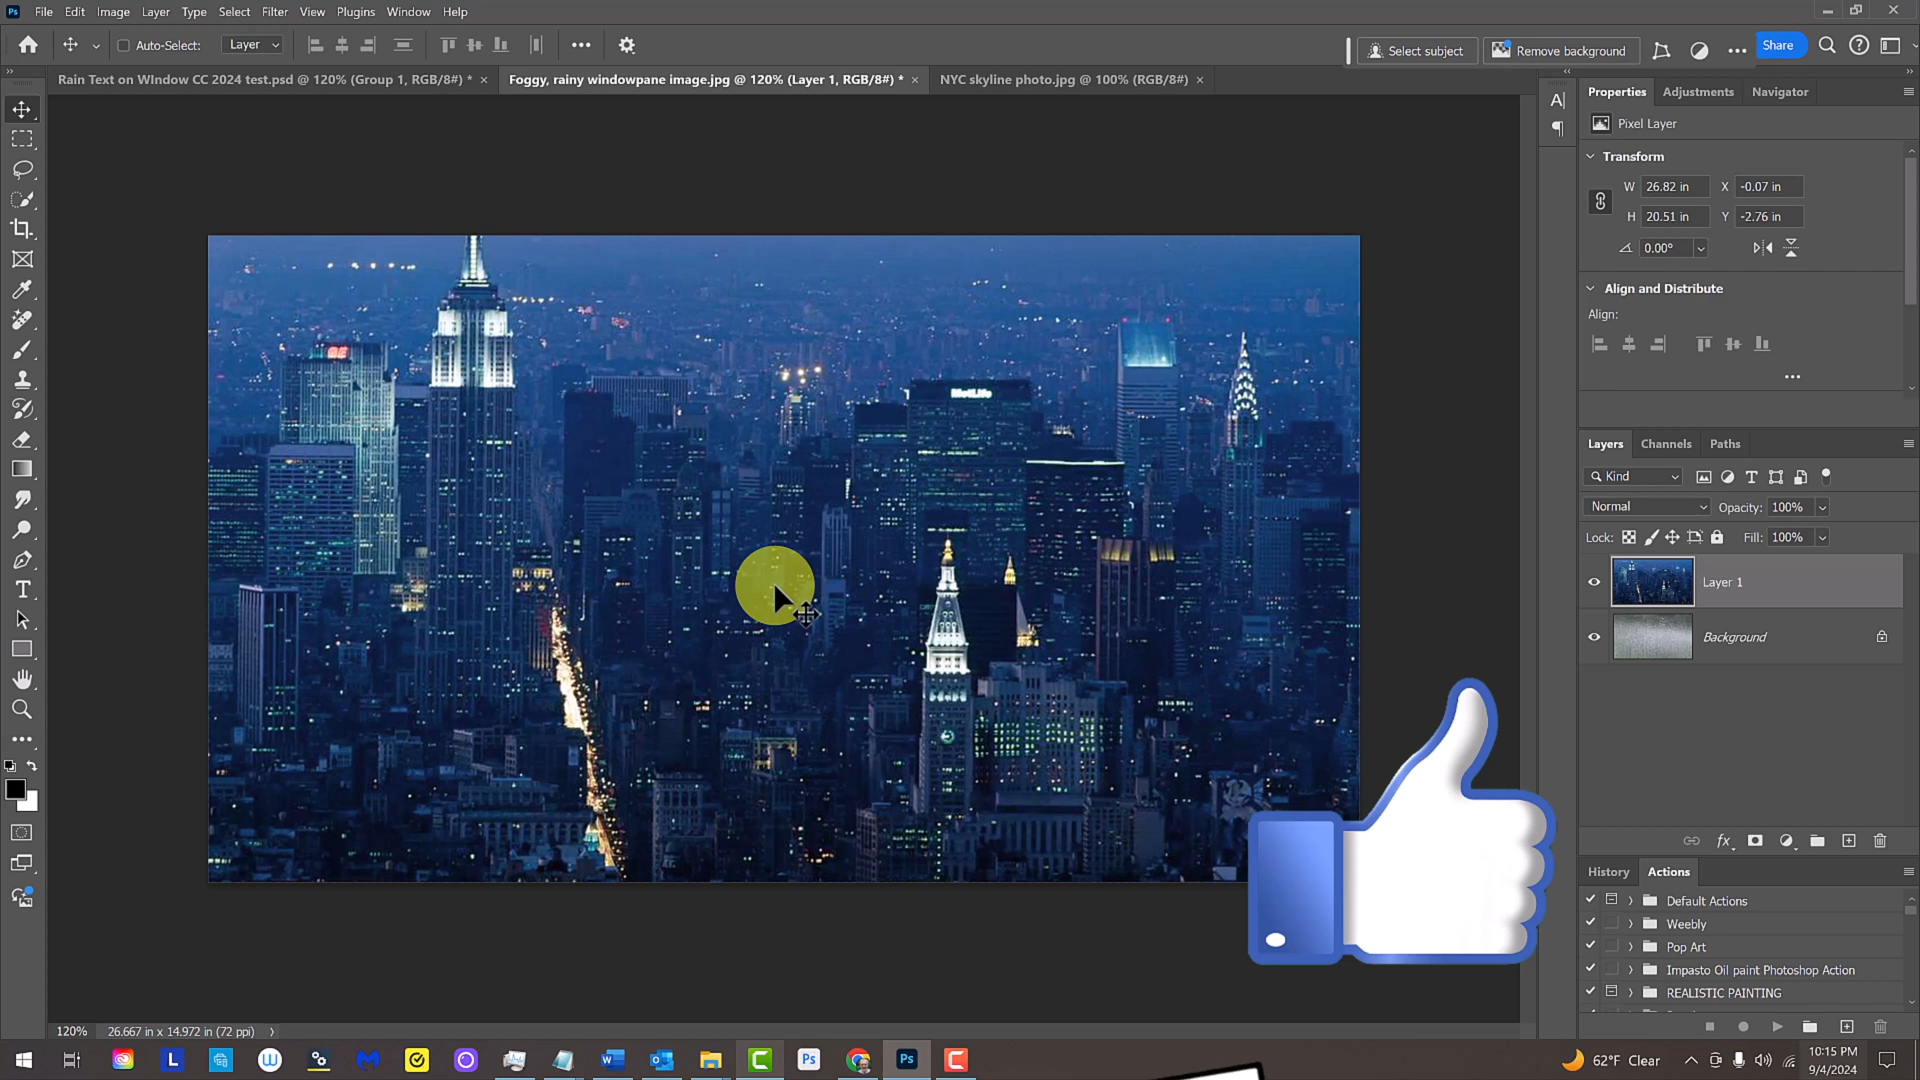 Ps File Edit Image Layer Type Select Filter View Plugins Window Help
Auto-Select: Layer Select subject Remove background Share
Rain Text on WIndow CC 2024 test.psd @ 120% (Group 1, RGB/8#) * Foggy, rainy windowpane image.jpg @ 120% (Layer 1, RGB/8#) * NYC skyline photo.jpg @ 100% (RGB/8#)
Properties Adjustments Navigator
Pixel Layer
Transform
W 26.82 in X -0.07 in
H 20.51 in Y -2.76 in
0.00°
Align and Distribute
Align:
MetLife
Layers Channels Paths
Kind
Normal Opacity: 100%
Lock: Fill: 100%
Layer 1
Background
fx
History Actions
Default Actions
Weebly
Pop Art
Impasto Oil paint Photoshop Action
REALISTIC PAINTING
120% 26.667 in x 14.972 in (72 ppi)
L W Ps Ps C 62°F Clear 10:15 PM
9/4/2024